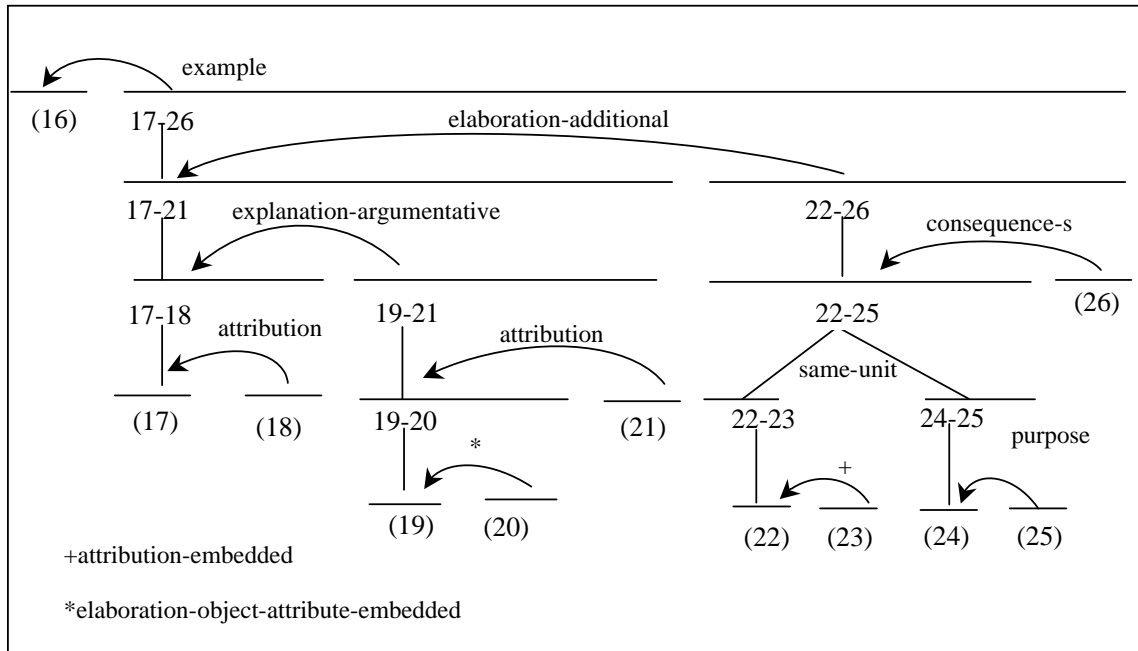 example
(16) 17-26
elaboration-additional
17-21 explanation-argumentative 22-26
consequence-s
(26)
17-18 19-21 22-25
attribution attribution
same-unit
(17) (18) 19-20 (21) 22-23 24-25
purpose
* +
(19) (20) (22) (23) (24) (25)
+attribution-embedded
*elaboration-object-attribute-embedded